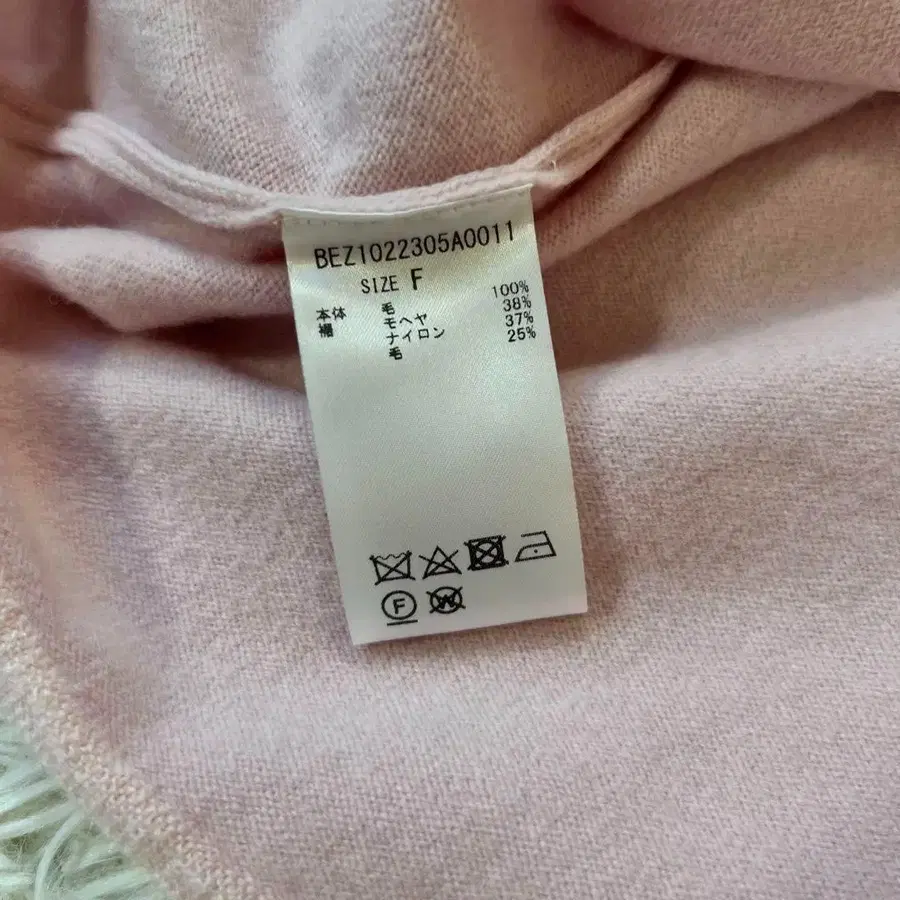 BEZ1022305A0011
SIZE F
本体 毛 100%
裾 モヘヤ 38%
ナイロン 37%
毛 25%
F
W